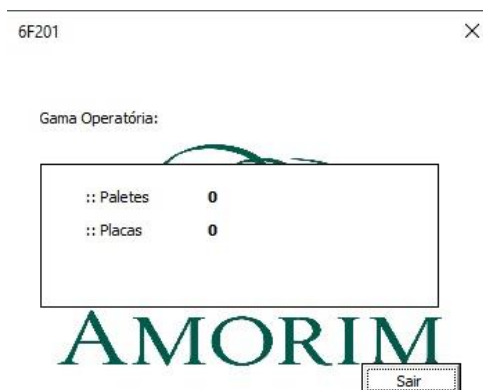 6F201
Gama Operatória:
:: Paletes 0
:: Placas 0
AMORIM
Sair